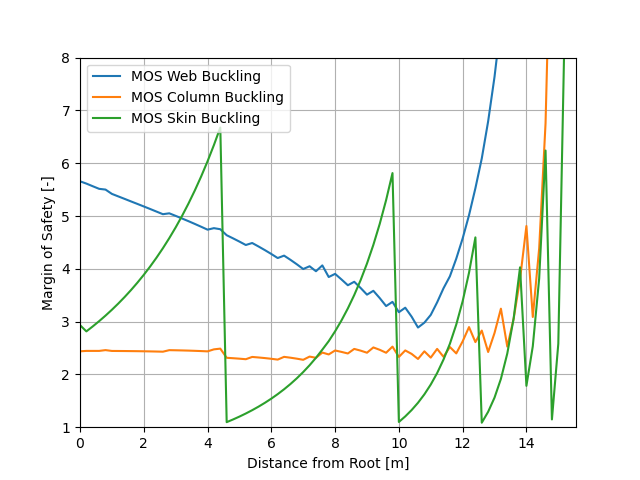 MOS Web Buckling
MOS Column Buckling
MOS Skin Buckling
8
7
6
5
4
3
2
1
Margin of Safety [-]
0 2 4 6 8 10 12 14
Distance from Root [m]